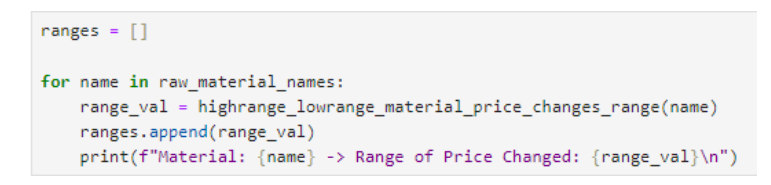 ranges = []
for name in raw_material_names:
    range_val = highrange_lowrange_material_price_changes_range(name)
    ranges.append(range_val)
    print(f"Material: {name} -> Range of Price Changed: {range_val}\n")